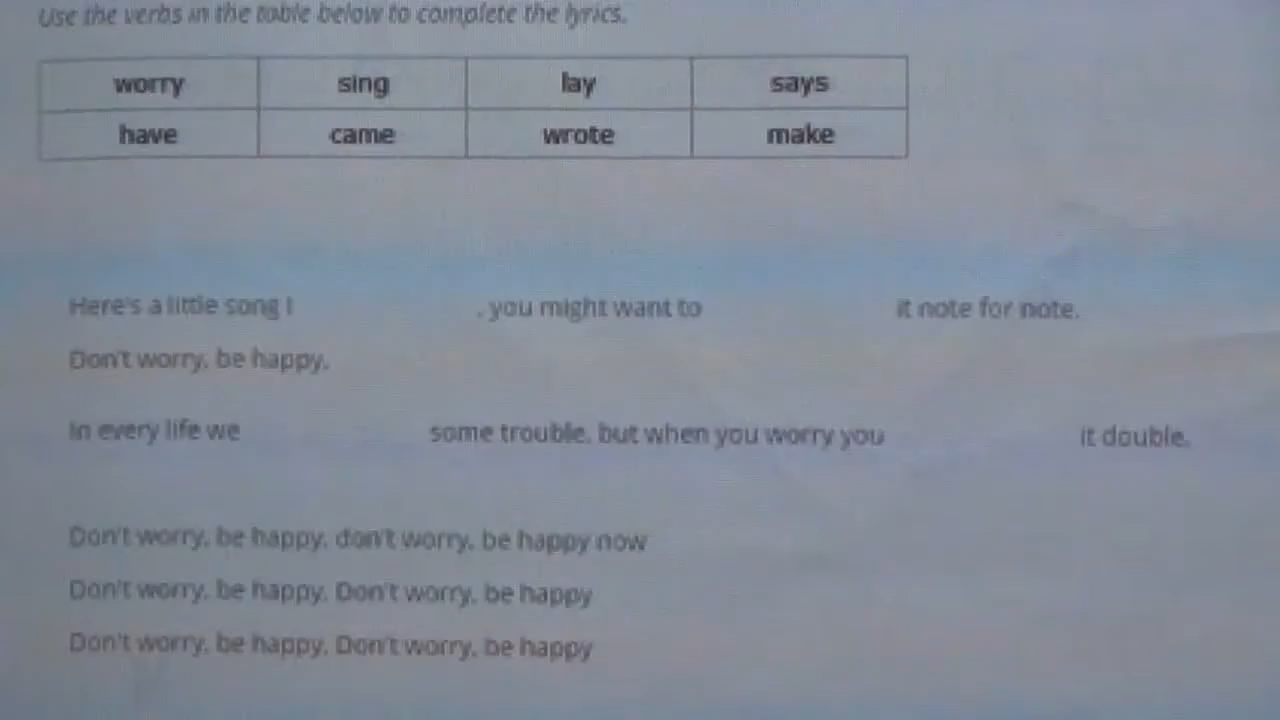 Use the verbs in the table below to complete the lyrics.
worry sing lay says
have came wrote make
Here's a little song I , you might want to it note for note.
Don't worry, be happy.
In every life we some trouble, but when you worry you it double.
Don't worry, be happy, don't worry, be happy now
Don't worry, be happy, Don't worry, be happy
Don't worry, be happy, Don't worry, be happy